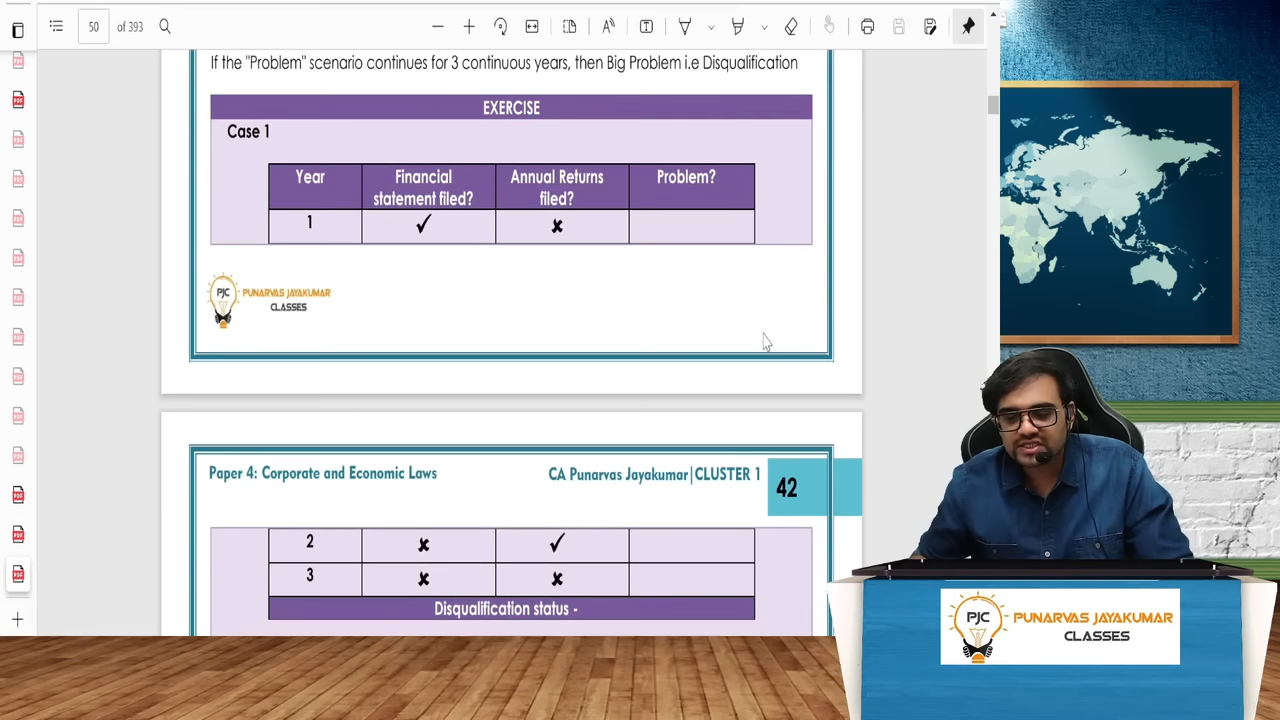 50 of 393
If the "Problem" scenario continues for 3 continuous years, then Big Problem i.e Disqualification
EXERCISE
Case 1
Year Financial statement filed? Annual Returns filed? Problem?
1 ✓ ✘
PJC PUNARVAS JAYAKUMAR
CLASSES
Paper 4: Corporate and Economic Laws CA Punarvas Jayakumar|CLUSTER 1 42
2 ✘ ✓
3 ✘ ✘
Disqualification status -
PJC PUNARVAS JAYAKUMAR
CLASSES